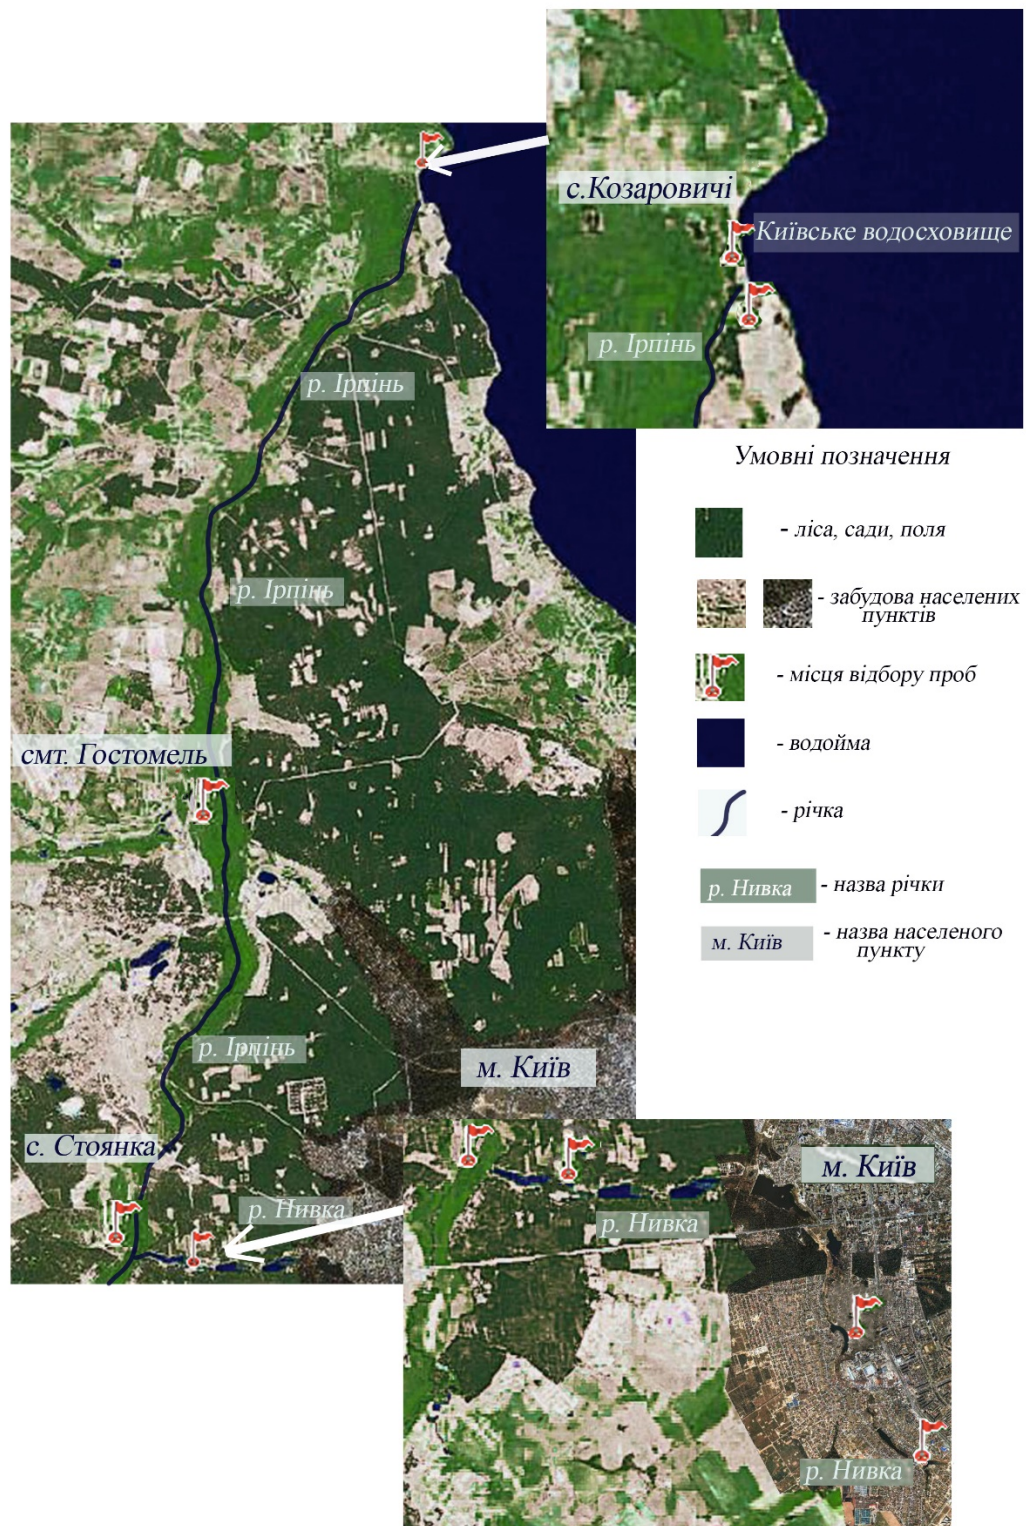 с.Козаровичі
Київське водосховище
р. Ірпінь
р. Ірпінь
р. Ірпінь
смт. Гостомель
р. Ірпінь
м. Київ
с. Стоянка
р. Нивка
Умовні позначення
- ліса, сади, поля
- забудова населених
пунктів
- місця відбору проб
- водойма
- річка
р. Нивка - назва річки
м. Київ - назва населеного
пункту
м. Київ
р. Нивка
р. Нивка